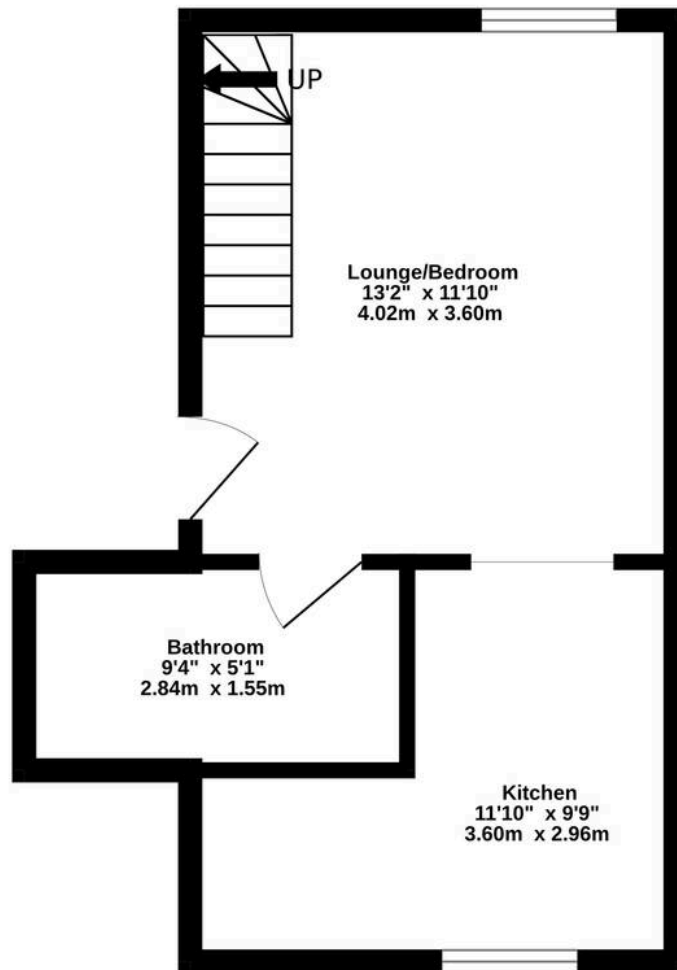 UP
Lounge/Bedroom
13'2" x 11'10"
4.02m x 3.60m
Bathroom
9'4" x 5'1"
2.84m x 1.55m
Kitchen
11'10" x 9'9"
3.60m x 2.96m